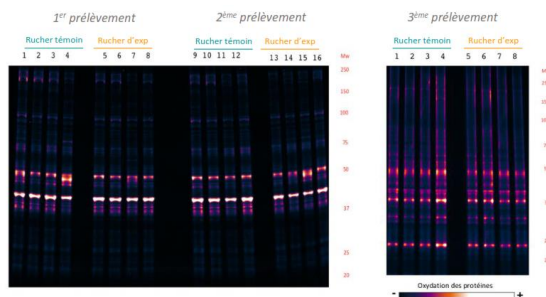 1er prélèvement
2ème prélèvement
3ème prélèvement
Rucher témoin
Rucher d'exp
Rucher témoin
Rucher d'exp
Rucher témoin
Rucher d'exp
1 2 3 4
5 6 7 8
9 10 11 12
13 14 15 16
Mw
1 2 3 4
5 6 7 8
250
150
100
75
50
37
25
20
Oxydation des protéines
- +